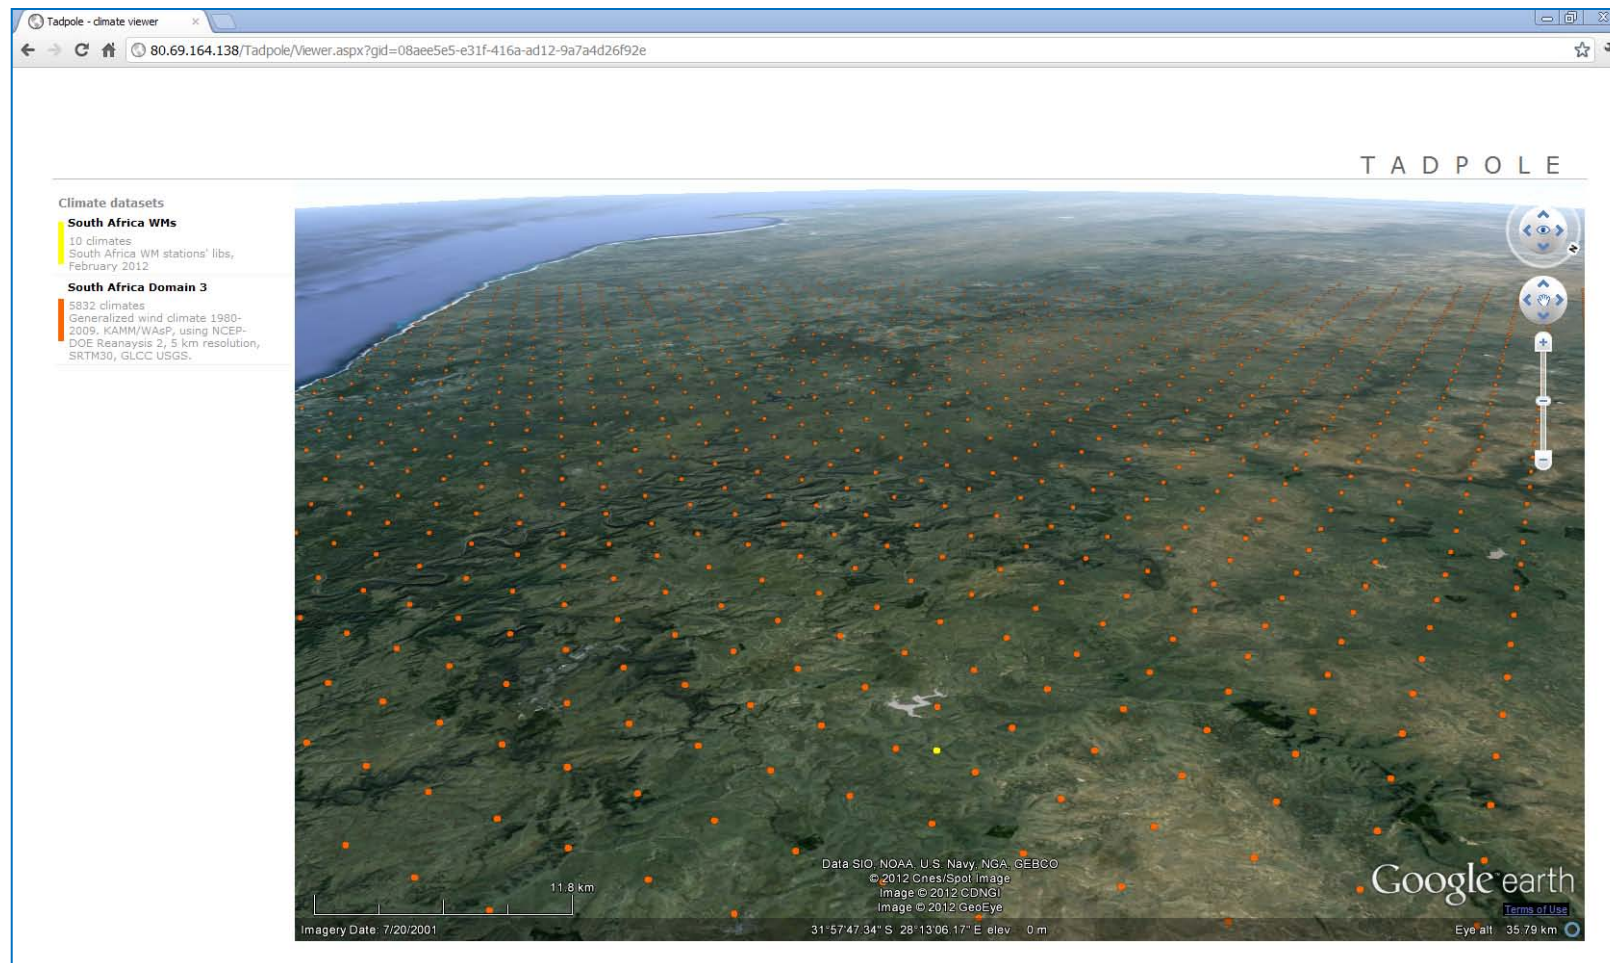 Tadpole - climate viewer
80.69.164.138/Tadpole/Viewer.aspx?gid=08aee5e5-e31f-416a-ad12-9a7a4d26f92e
TADPOLE
Climate datasets
South Africa WMs
10 climates
South Africa WM stations' libs,
February 2012
South Africa Domain 3
5832 climates
Generalized wind climate 1980-
2009. KAMM/WAsP, using NCEP-
DOE Reanaysis 2, 5 km resolution,
SRTM30, GLCC USGS.
N
Data SIO, NOAA, U.S. Navy, NGA, GEBCO
© 2012 Cnes/Spot Image
Image © 2012 CDNGI
Image © 2012 GeoEye
11.8 km
Google earth
Terms of Use
Imagery Date: 7/20/2001
31°57'47.34" S 28°13'06.17" E elev 0 m
Eye alt 35.79 km